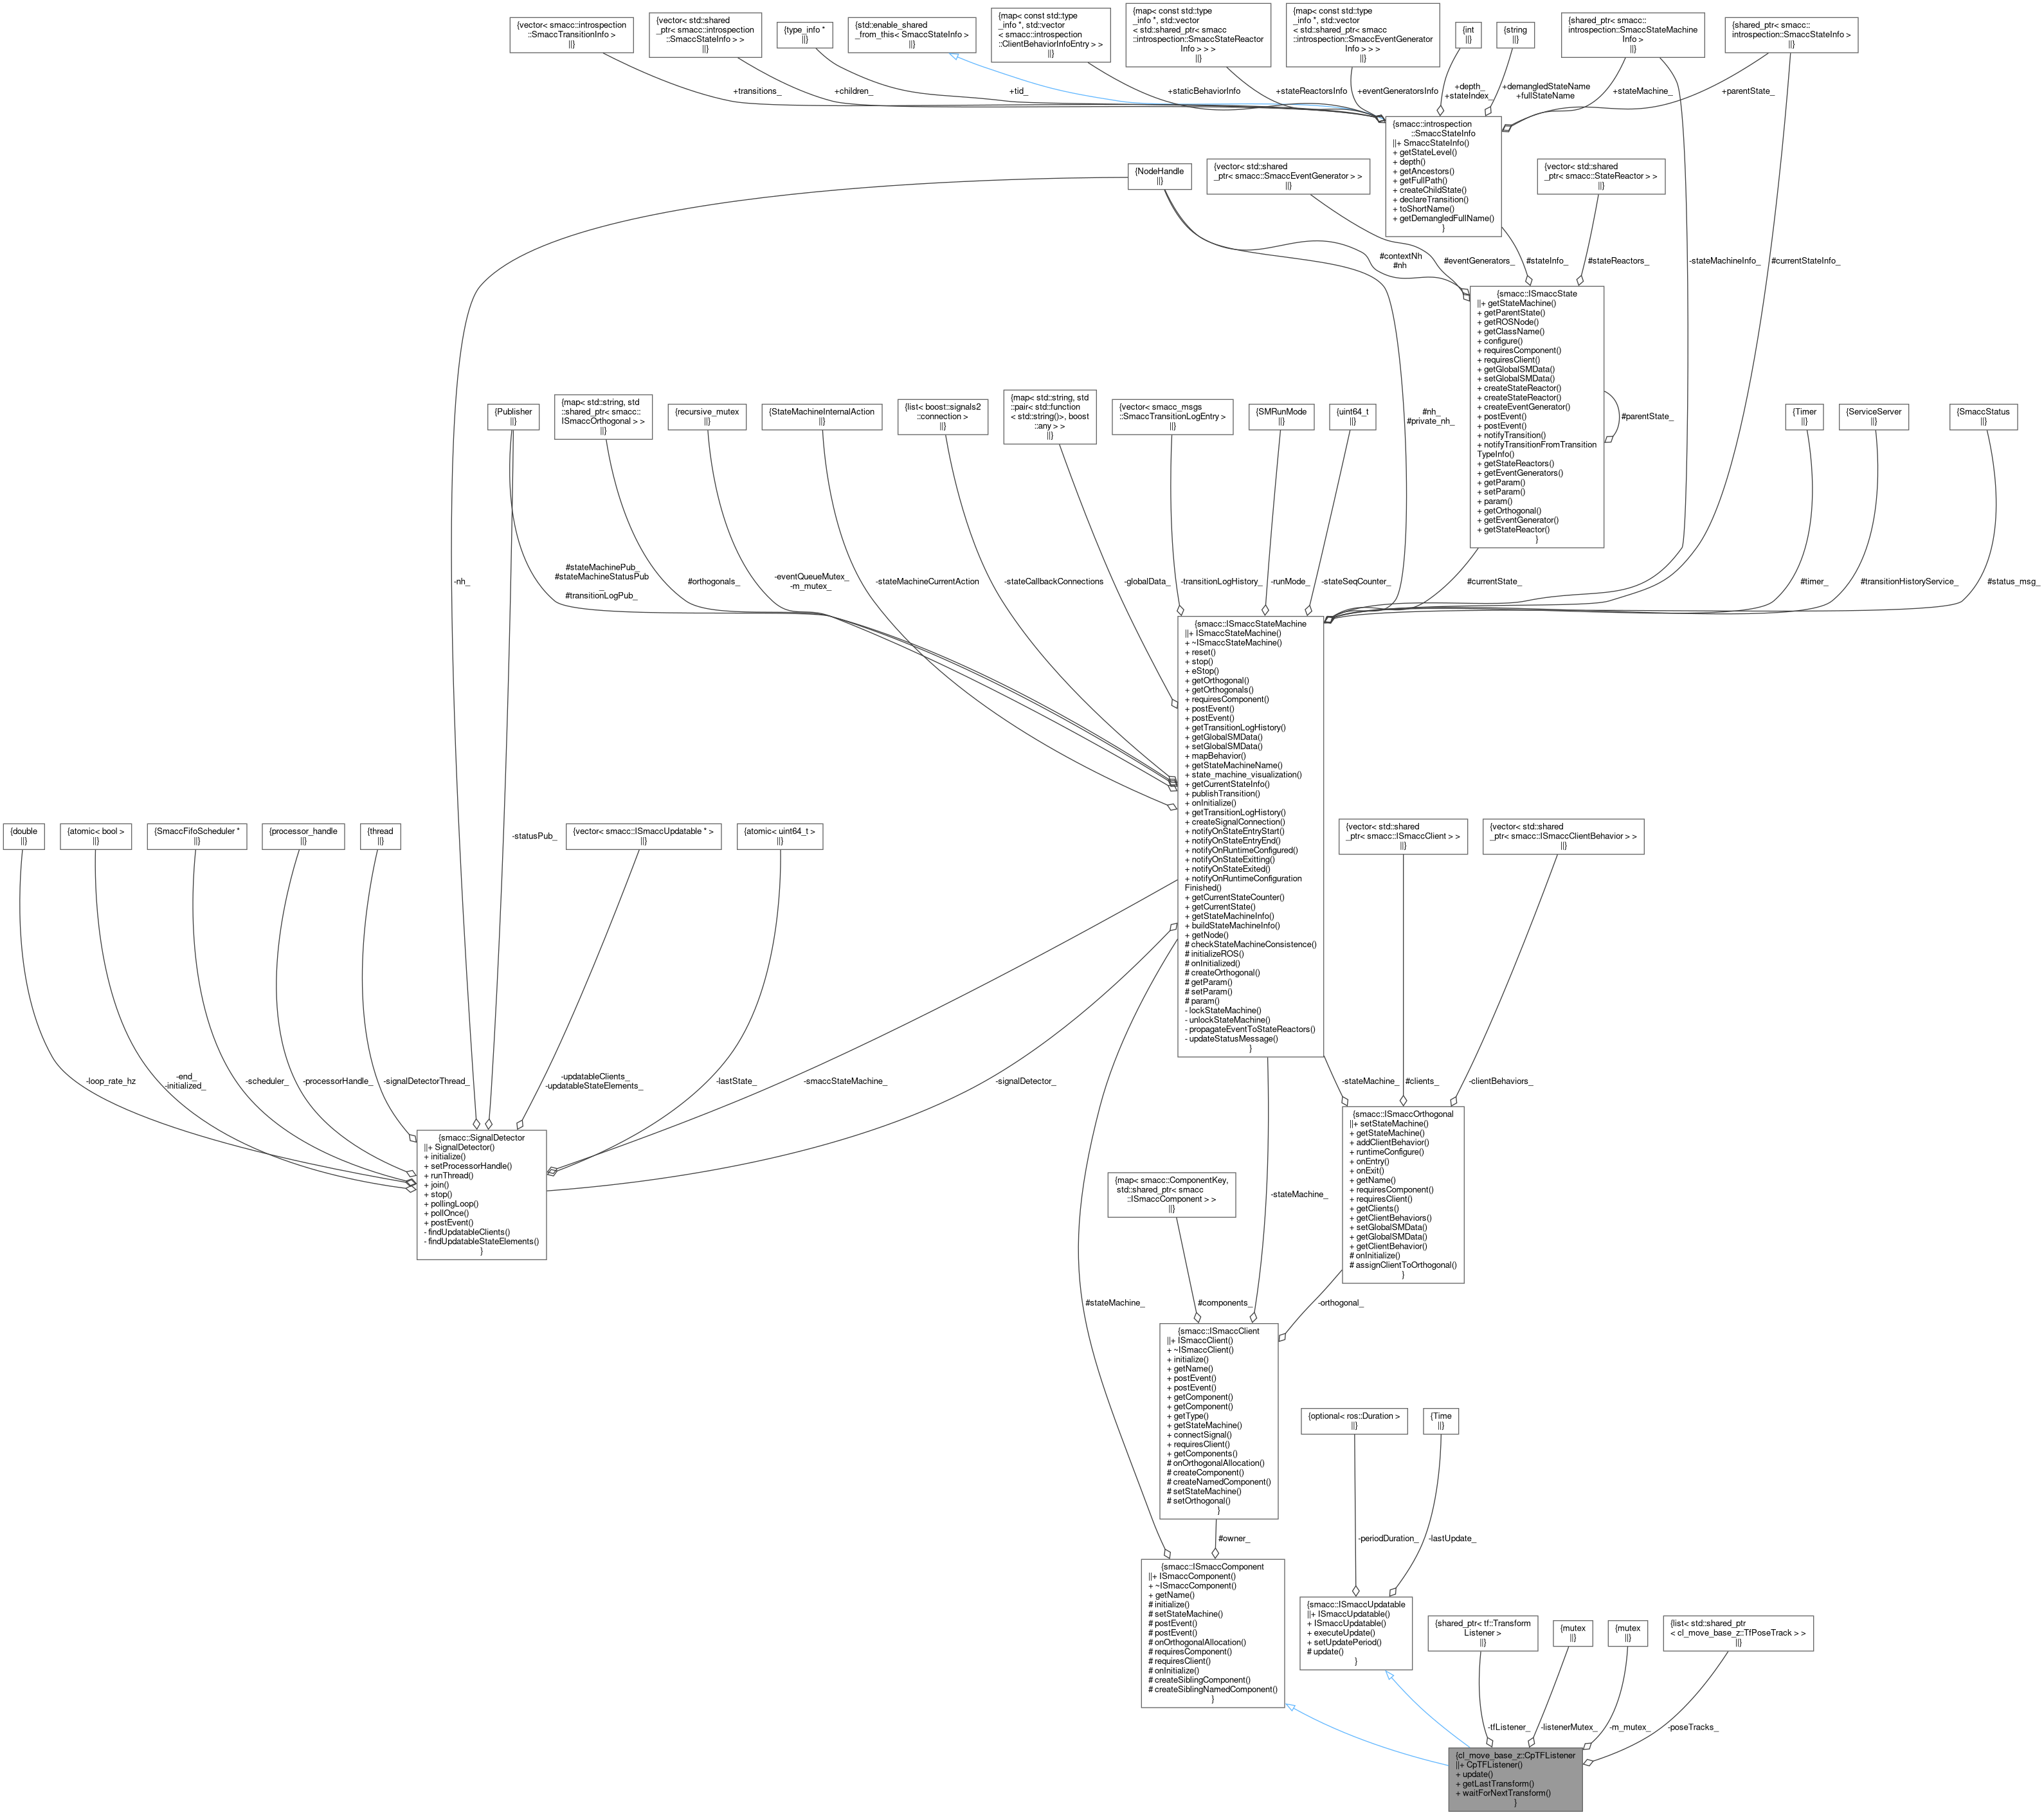 {vector< smacc::introspection
::SmaccTransitionInfo >
||}
{vector< std::shared
_ptr< smacc::introspection
::SmaccStateInfo > >
||}
{type_info *
||}
{std::enable_shared
_from_this< SmaccStateInfo >
||}
{map< const std::type
_info *, std::vector
< smacc::introspection
::ClientBehaviorInfoEntry > >
||}
{map< const std::type
_info *, std::vector
< std::shared_ptr< smacc
::introspection::SmaccStateReactor
Info > > >
||}
{map< const std::type
_info *, std::vector
< std::shared_ptr< smacc
::introspection::SmaccEventGenerator
Info > > >
||}
{int
||}
{string
||}
{shared_ptr< smacc::
introspection::SmaccStateMachine
Info >
||}
{shared_ptr< smacc::
introspection::SmaccStateInfo >
||}
+transitions_
+children_
+tid_
+staticBehaviorInfo
+stateReactorsInfo
+eventGeneratorsInfo
+depth_
+stateIndex_
+demangledStateName
+fullStateName
+stateMachine_
+parentState_
{smacc::introspection
::SmaccStateInfo
||+ SmaccStateInfo()
+ getStateLevel()
+ depth()
+ getAncestors()
+ getFullPath()
+ createChildState()
+ declareTransition()
+ toShortName()
+ getDemangledFullName()
}
{NodeHandle
||}
{vector< std::shared
_ptr< smacc::SmaccEventGenerator > >
||}
{vector< std::shared
_ptr< smacc::StateReactor > >
||}
#contextNh
#nh
#eventGenerators_
#stateInfo_
#stateReactors_
-stateMachineInfo_
#currentStateInfo_
{smacc::ISmaccState
||+ getStateMachine()
+ getParentState()
+ getROSNode()
+ getClassName()
+ configure()
+ requiresComponent()
+ requiresClient()
+ getGlobalSMData()
+ setGlobalSMData()
+ createStateReactor()
+ createStateReactor()
+ createEventGenerator()
+ postEvent()
+ postEvent()
+ notifyTransition()
+ notifyTransitionFromTransition
TypeInfo()
+ getStateReactors()
+ getEventGenerators()
+ getParam()
+ setParam()
+ param()
+ getOrthogonal()
+ getEventGenerator()
+ getStateReactor()
}
#parentState_
{Publisher
||}
{map< std::string, std
::shared_ptr< smacc::
ISmaccOrthogonal > >
||}
{recursive_mutex
||}
{StateMachineInternalAction
||}
{list< boost::signals2
::connection >
||}
{map< std::string, std
::pair< std::function
< std::string()>, boost
::any > >
||}
{vector< smacc_msgs
::SmaccTransitionLogEntry >
||}
{SMRunMode
||}
{uint64_t
||}
#nh_
#private_nh_
{Timer
||}
{ServiceServer
||}
{SmaccStatus
||}
-nh_
#stateMachinePub_
#stateMachineStatusPub
_
#transitionLogPub_
#orthogonals_
-eventQueueMutex_
-m_mutex_
-stateMachineCurrentAction
-stateCallbackConnections
-globalData_
-transitionLogHistory_
-runMode_
-stateSeqCounter_
#currentState_
#timer_
#transitionHistoryService_
#status_msg_
{smacc::ISmaccStateMachine
||+ ISmaccStateMachine()
+ ~ISmaccStateMachine()
+ reset()
+ stop()
+ eStop()
+ getOrthogonal()
+ getOrthogonals()
+ requiresComponent()
+ postEvent()
+ postEvent()
+ getTransitionLogHistory()
+ getGlobalSMData()
+ setGlobalSMData()
+ mapBehavior()
+ getStateMachineName()
+ state_machine_visualization()
+ getCurrentStateInfo()
+ publishTransition()
+ onInitialize()
+ getTransitionLogHistory()
+ createSignalConnection()
+ notifyOnStateEntryStart()
+ notifyOnStateEntryEnd()
+ notifyOnRuntimeConfigured()
+ notifyOnStateExitting()
+ notifyOnStateExited()
+ notifyOnRuntimeConfiguration
Finished()
+ getCurrentStateCounter()
+ getCurrentState()
+ getStateMachineInfo()
+ buildStateMachineInfo()
+ getNode()
# checkStateMachineConsistence()
# initializeROS()
# onInitialized()
# createOrthogonal()
# getParam()
# setParam()
# param()
- lockStateMachine()
- unlockStateMachine()
- propagateEventToStateReactors()
- updateStatusMessage()
}
{double
||}
{atomic< bool >
||}
{SmaccFifoScheduler *
||}
{processor_handle
||}
{thread
||}
-statusPub_
{vector< smacc::ISmaccUpdatable * >
||}
{atomic< uint64_t >
||}
{vector< std::shared
_ptr< smacc::ISmaccClient > >
||}
{vector< std::shared
_ptr< smacc::ISmaccClientBehavior > >
||}
-loop_rate_hz
-end_
-initialized_
-scheduler_
-processorHandle_
-signalDetectorThread_
-updatableClients_
-updatableStateElements_
-lastState_
-smaccStateMachine_
-signalDetector_
-stateMachine_
#clients_
-clientBehaviors_
{smacc::SignalDetector
||+ SignalDetector()
+ initialize()
+ setProcessorHandle()
+ runThread()
+ join()
+ stop()
+ pollingLoop()
+ pollOnce()
+ postEvent()
- findUpdatableClients()
- findUpdatableStateElements()
}
{smacc::ISmaccOrthogonal
||+ setStateMachine()
+ getStateMachine()
+ addClientBehavior()
+ runtimeConfigure()
+ onEntry()
+ onExit()
+ getName()
+ requiresComponent()
+ requiresClient()
+ getClients()
+ getClientBehaviors()
+ setGlobalSMData()
+ getGlobalSMData()
+ getClientBehavior()
# onInitialize()
# assignClientToOrthogonal()
}
{map< smacc::ComponentKey,
std::shared_ptr< smacc
::ISmaccComponent > >
||}
-stateMachine_
#stateMachine_
#components_
-orthogonal_
{smacc::ISmaccClient
||+ ISmaccClient()
+ ~ISmaccClient()
+ initialize()
+ getName()
+ postEvent()
+ postEvent()
+ getComponent()
+ getComponent()
+ getType()
+ getStateMachine()
+ connectSignal()
+ requiresClient()
+ getComponents()
# onOrthogonalAllocation()
# createComponent()
# createNamedComponent()
# setStateMachine()
# setOrthogonal()
}
{optional< ros::Duration >
||}
{Time
||}
#owner_
-periodDuration_
-lastUpdate_
{smacc::ISmaccComponent
||+ ISmaccComponent()
+ ~ISmaccComponent()
+ getName()
# initialize()
# setStateMachine()
# postEvent()
# postEvent()
# onOrthogonalAllocation()
# requiresComponent()
# requiresClient()
# onInitialize()
# createSiblingComponent()
# createSiblingNamedComponent()
}
{smacc::ISmaccUpdatable
||+ ISmaccUpdatable()
+ ISmaccUpdatable()
+ executeUpdate()
+ setUpdatePeriod()
# update()
}
{shared_ptr< tf::Transform
Listener >
||}
{mutex
||}
{mutex
||}
{list< std::shared_ptr
< cl_move_base_z::TfPoseTrack > >
||}
-tfListener_
-listenerMutex_
-m_mutex_
-poseTracks_
{cl_move_base_z::CpTFListener
||+ CpTFListener()
+ update()
+ getLastTransform()
+ waitForNextTransform()
}